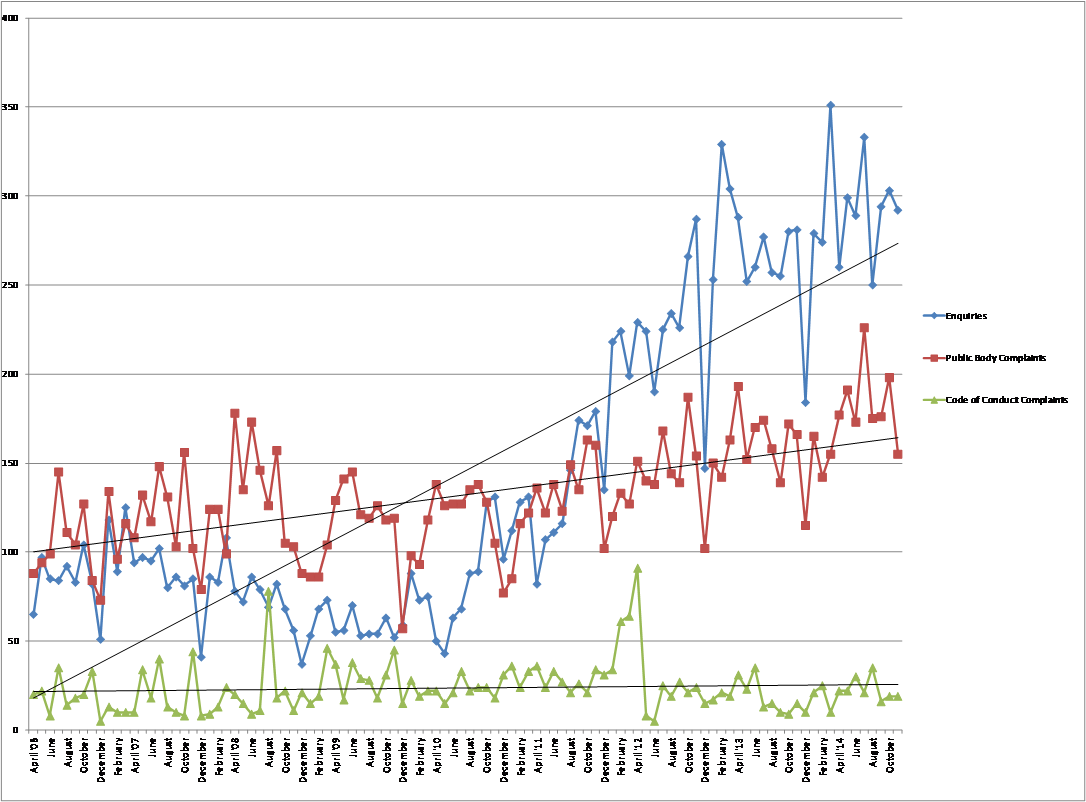 400
350
300
250
200
150
100
50
0
April '06
June
August
October
December
February
April '07
June
August
October
December
February
April '08
June
August
October
December
February
April '09
June
August
October
December
February
April '10
June
August
October
December
February
April '11
June
August
October
December
February
April '12
June
August
October
December
February
April '13
June
August
October
December
February
April '14
June
August
October
Enquiries
Public Body Complaints
Code of Conduct Complaints